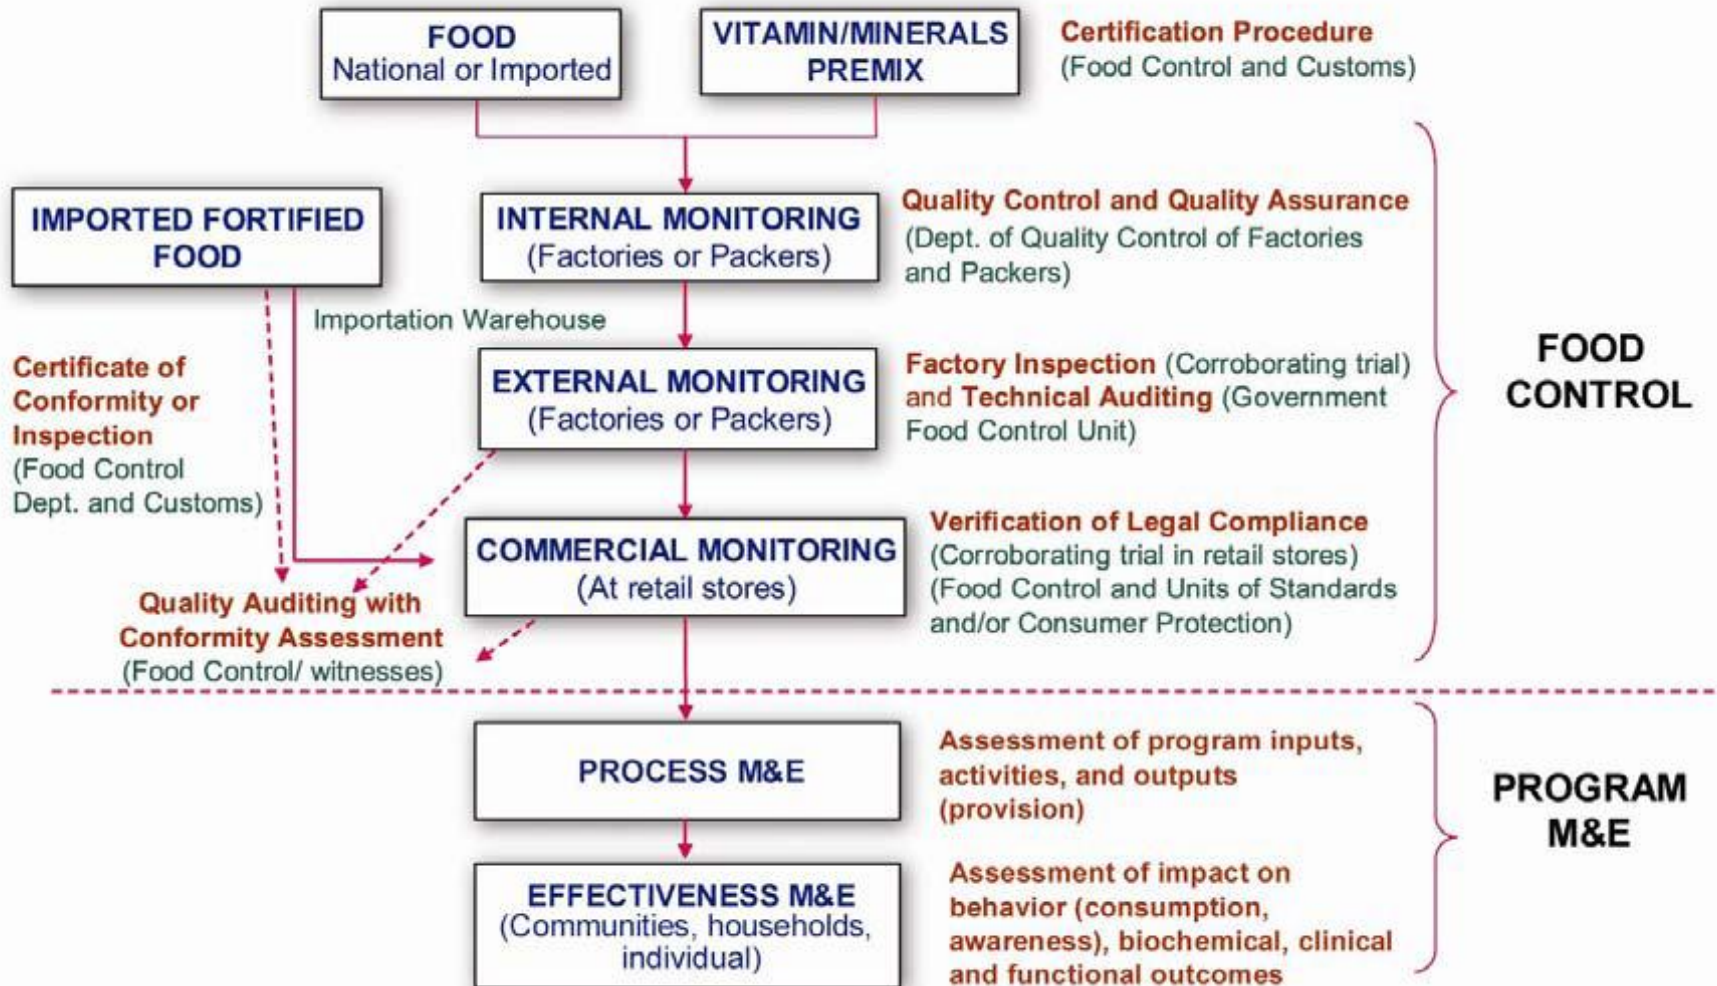 FOOD
National or Imported
VITAMIN/MINERALS
PREMIX
Certification Procedure
(Food Control and Customs)
IMPORTED FORTIFIED
FOOD
INTERNAL MONITORING
(Factories or Packers)
Quality Control and Quality Assurance
(Dept. of Quality Control of Factories
and Packers)
Importation Warehouse
Certificate of
Conformity or
Inspection
(Food Control
Dept. and Customs)
EXTERNAL MONITORING
(Factories or Packers)
Factory Inspection (Corroborating trial)
and Technical Auditing (Government
Food Control Unit)
FOOD
CONTROL
COMMERCIAL MONITORING
(At retail stores)
Verification of Legal Compliance
(Corroborating trial in retail stores)
(Food Control and Units of Standards
and/or Consumer Protection)
Quality Auditing with
Conformity Assessment
(Food Control/ witnesses)
PROCESS M&E
Assessment of program inputs,
activities, and outputs
(provision)
PROGRAM
M&E
EFFECTIVENESS M&E
(Communities, households,
individual)
Assessment of impact on
behavior (consumption,
awareness), biochemical, clinical
and functional outcomes